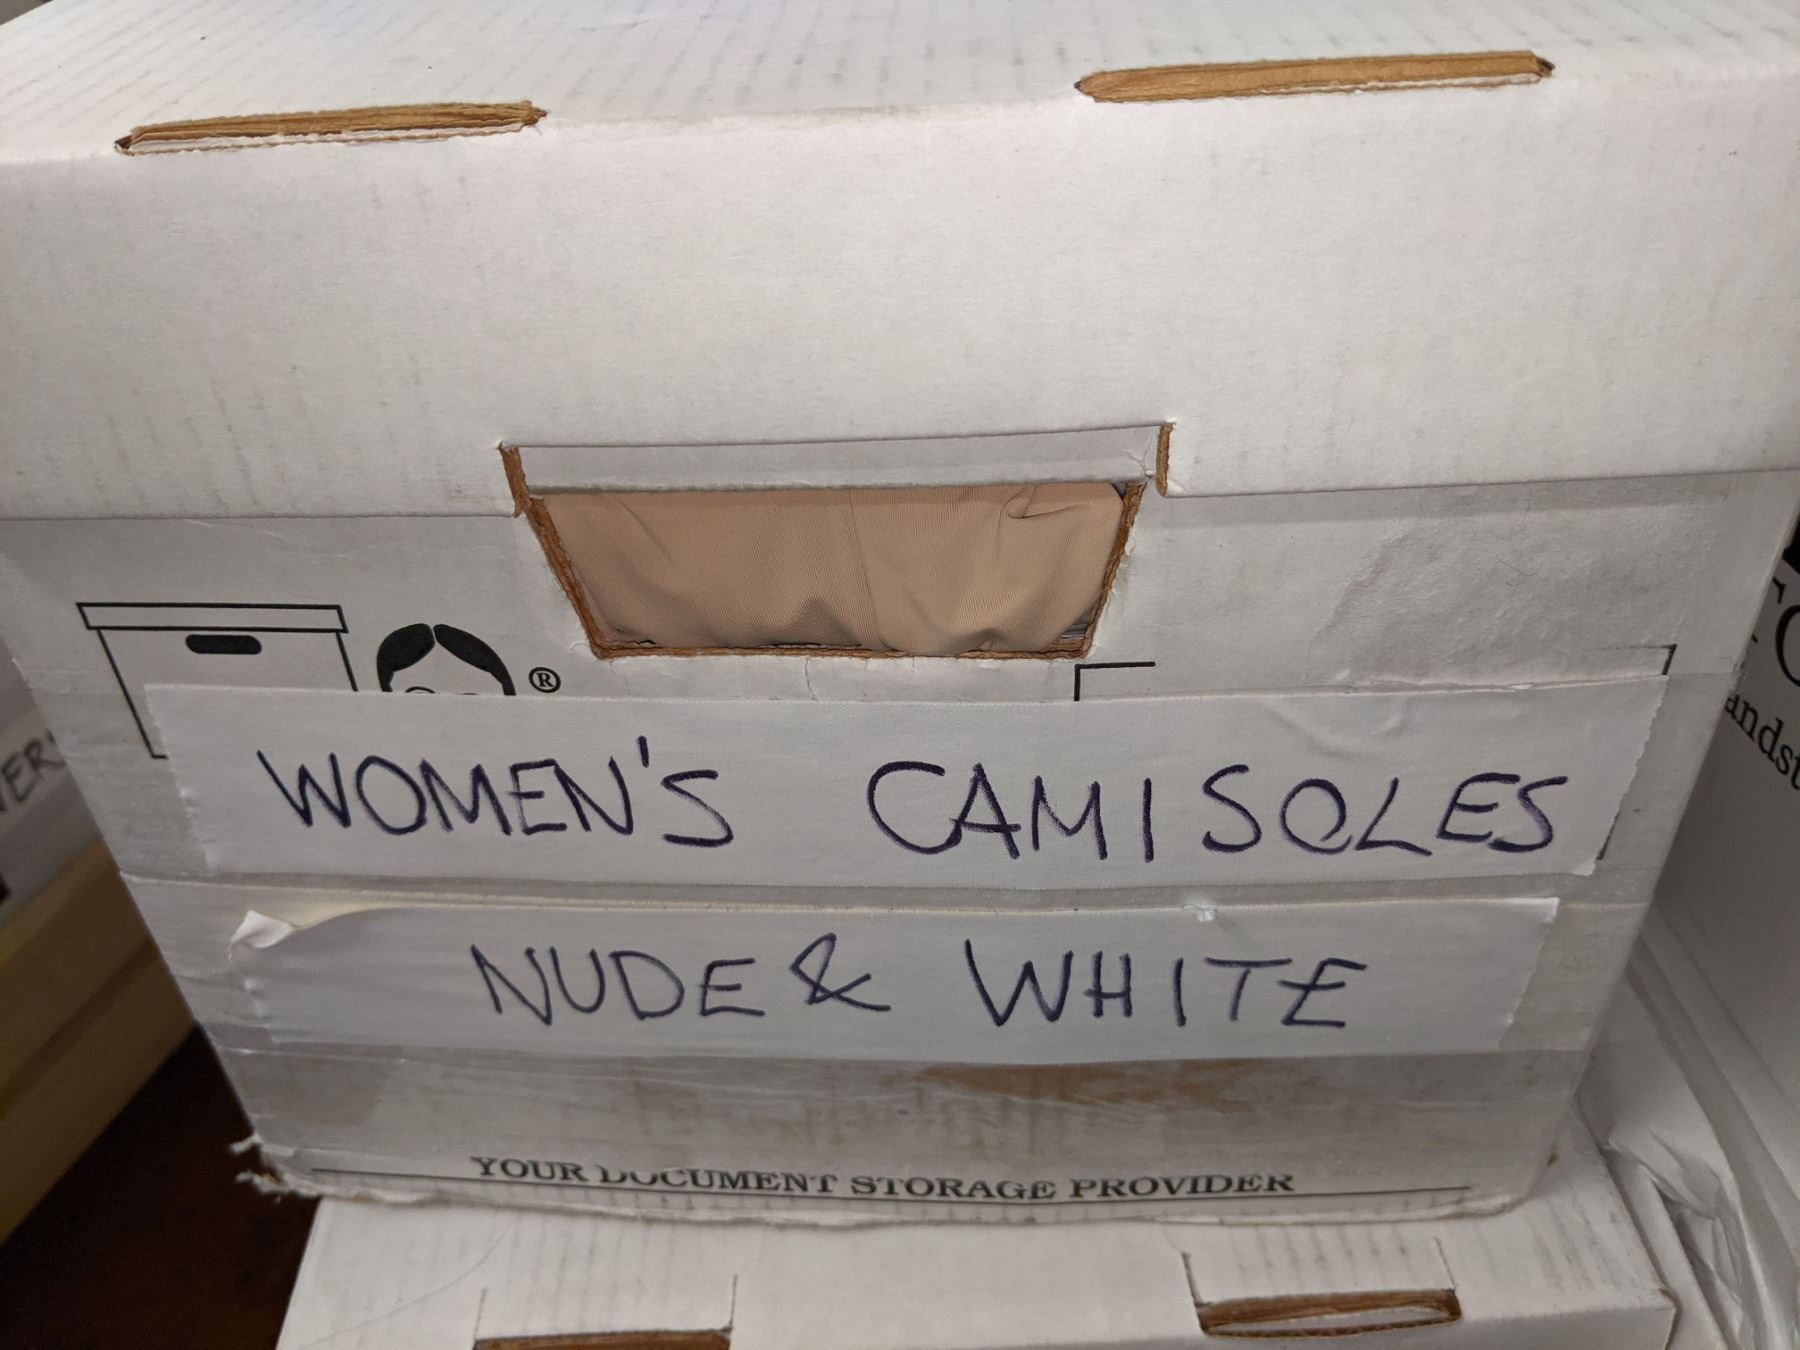 ®
WOMEN'S CAMISOLES
NUDE & WHITE
YOUR DOCUMENT STORAGE PROVIDER